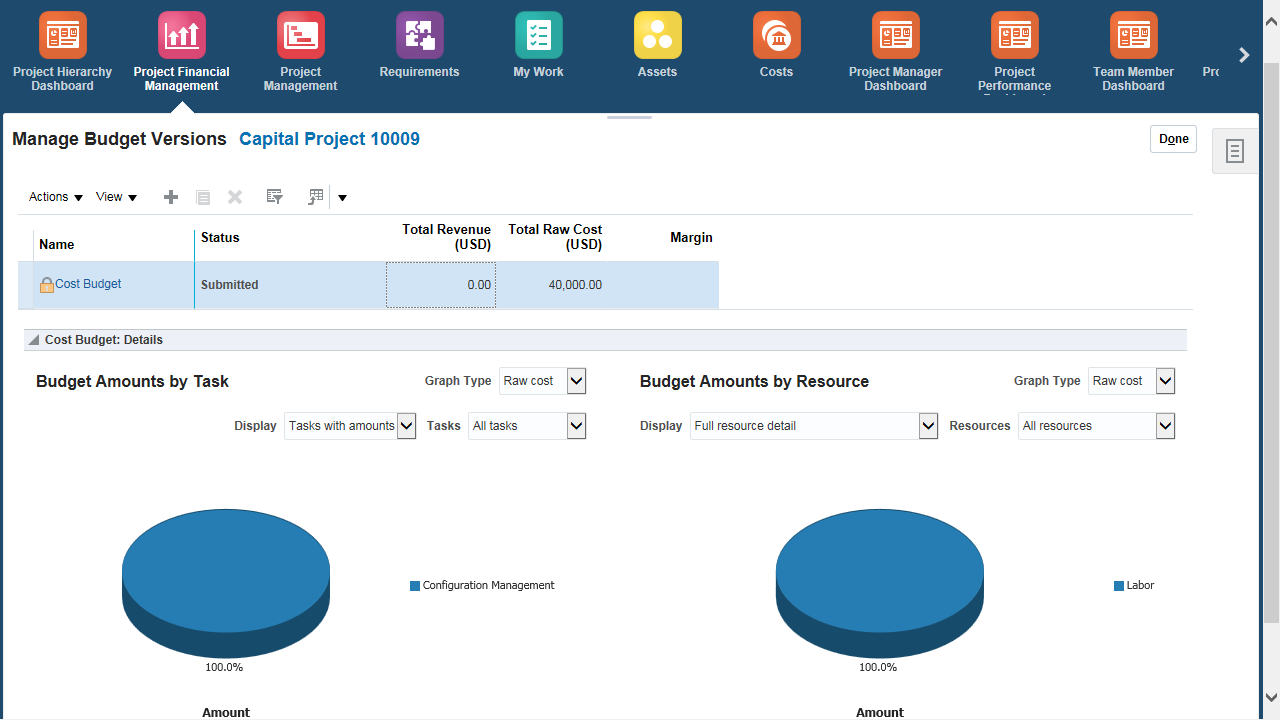 Project Hierarchy
Dashboard
Project Financial
Management
Project
Management
Requirements
My Work
Assets
Costs
Project Manager
Dashboard
Project
Performance
Team Member
Dashboard
Manage Budget Versions Capital Project 10009
Done
Actions View
Name
Status
Total Revenue
(USD)
Total Raw Cost
(USD)
Margin
Cost Budget Submitted 0.00 40,000.00
Cost Budget: Details
Budget Amounts by Task Graph Type Raw cost
Display Tasks with amounts Tasks All tasks
Configuration Management
100.0%
Amount
Budget Amounts by Resource Graph Type Raw cost
Display Full resource detail Resources All resources
Labor
100.0%
Amount